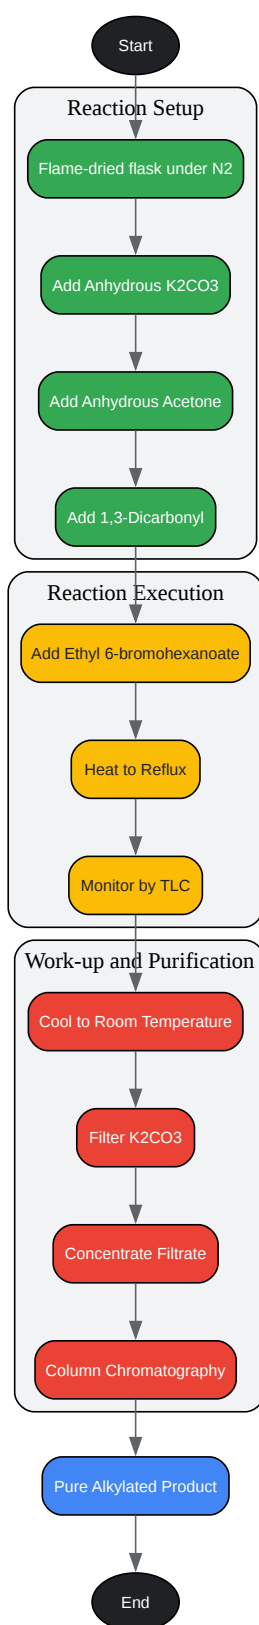 Start
Reaction Setup
Flame-dried flask under N2
Add Anhydrous K2CO3
Add Anhydrous Acetone
Add 1,3-Dicarbonyl
Reaction Execution
Add Ethyl 6-bromohexanoate
Heat to Reflux
Monitor by TLC
Work-up and Purification
Cool to Room Temperature
Filter K2CO3
Concentrate Filtrate
Column Chromatography
Pure Alkylated Product
End